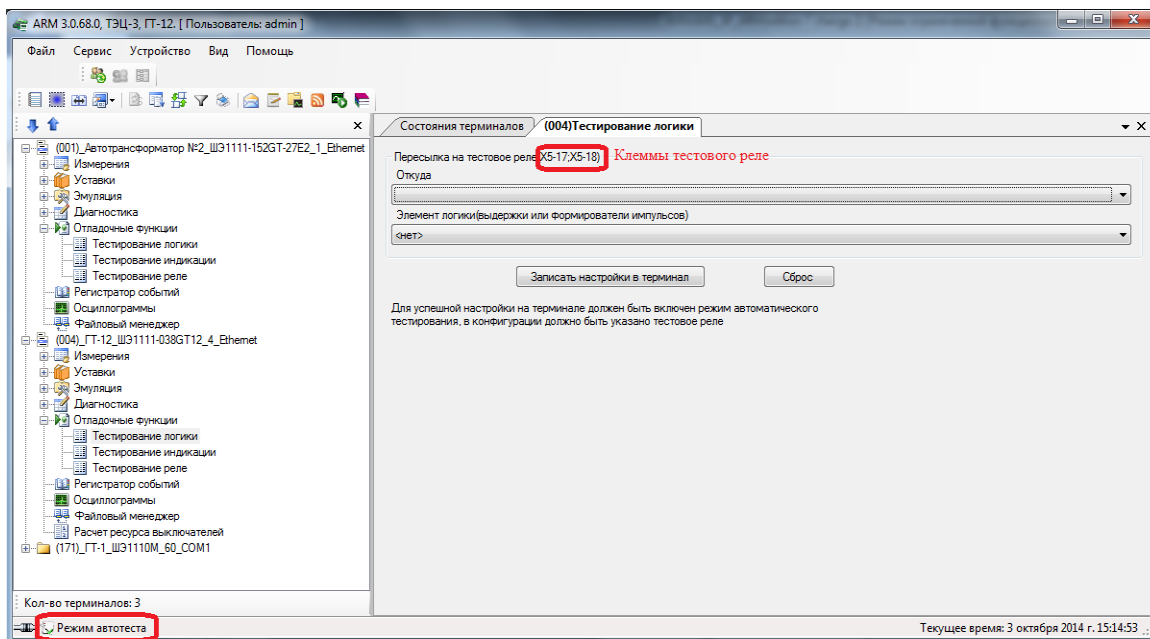 ARM 3.0.68.0, ТЭЦ-3, ГТ-12. [ Пользователь: admin ]
Файл Сервис Устройство Вид Помощь
Состояния терминалов (004)Тестирование логики
(001)_Автотрансформатор №2_ШЭ1111-152GT-27E2_1_Ethernet
Измерения
Уставки
Эмуляция
Диагностика
Отладочные функции
Тестирование логики
Тестирование индикации
Тестирование реле
Регистратор событий
Осциллограммы
Файловый менеджер
(004)_ГТ-12_ШЭ1111-038GT12_4_Ethernet
Измерения
Уставки
Эмуляция
Диагностика
Отладочные функции
Тестирование логики
Тестирование индикации
Тестирование реле
Регистратор событий
Осциллограммы
Файловый менеджер
Расчет ресурса выключателей
(171)_ГТ-1_ШЭ1110М_60_COM1
Кол-во терминалов: 3
Пересылка на тестовое реле(X5-17;X5-18) Клеммы тестового реле
Откуда
Элемент логики(выдержки или формирователи импульсов)
<нет>
Записать настройки в терминал Сброс
Для успешной настройки на терминале должен быть включен режим автоматического
тестирования, в конфигурации должно быть указано тестовое реле
Режим автотеста Текущее время: 3 октября 2014 г. 15:14:53